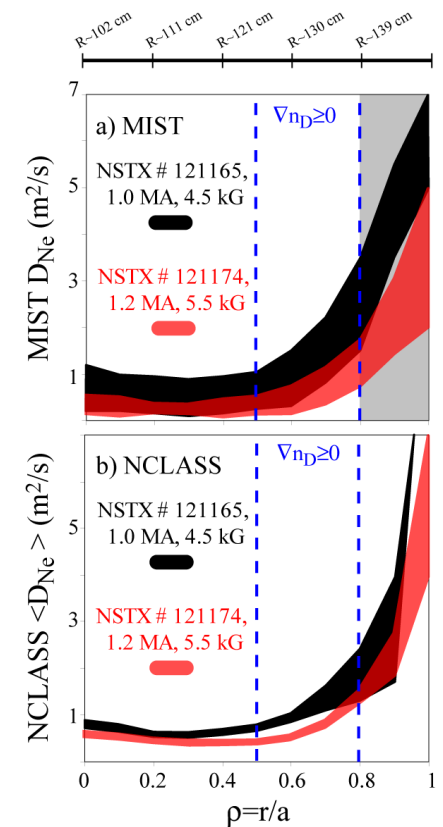 R~102 cm
R~111 cm
R~121 cm
R~130 cm
R~139 cm
7
5
3
1
MIST D_Ne (m²/s)
a) MIST
∇n_D≥0
NSTX # 121165,
1.0 MA, 4.5 kG
NSTX # 121174,
1.2 MA, 5.5 kG
5
3
1
NCLASS <D_Ne > (m²/s)
b) NCLASS
∇n_D≥0
NSTX # 121165,
1.0 MA, 4.5 kG
NSTX # 121174,
1.2 MA, 5.5 kG
0 0.2 0.4 0.6 0.8 1
ρ=r/a